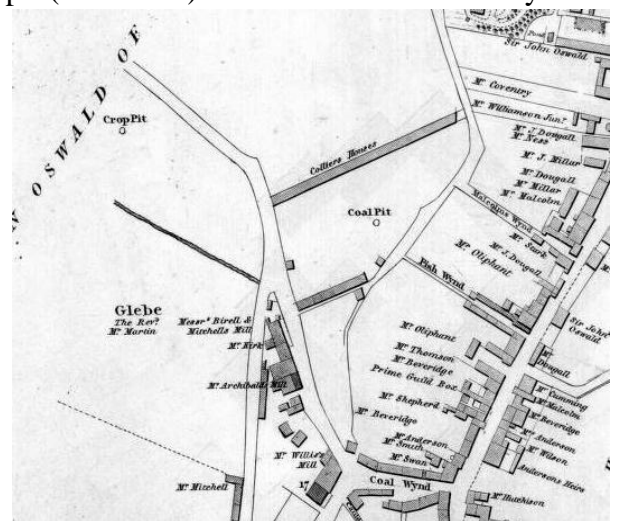 N OSWALD OF
Crop Pit
Colliers Houses
Coal Pit
Pond
Sir John Oswald
Mr. Coventry
Mr. Williamson Junr.
Mr. J. Dougall
Mr. Ness
Mr. J. Millar
Mr. Dougall
Mr. Millar
Mr. Malcolm
Malcolms Wynd
Mr. Stark
Mr. J. Dougall
Mr. Oliphant
Fish Wynd
Sir John
Oswald
Mr.
Dougall
Glebe
The Revd.
Mr. Martin
Messrs. Birell &
Mitchells Mill
Mr. Kirk
Mr. Archibald Mill
Mr. Oliphant
Mr. Thomson
Mr. Beveridge
Prime Guild Box
Mr. Shepherd
Mr. Beveridge
Mr. Anderson
Mr. Smith
Mr. Swan
Mr. Cumming
Mr. Malcolm
Mr. Beveridge
Mr. Anderson
Mr. Wilson
Andersons Heirs
Mr. Willis's
Mill
17
Coal Wynd
Mr. Mitchell
Mr. Hutchison